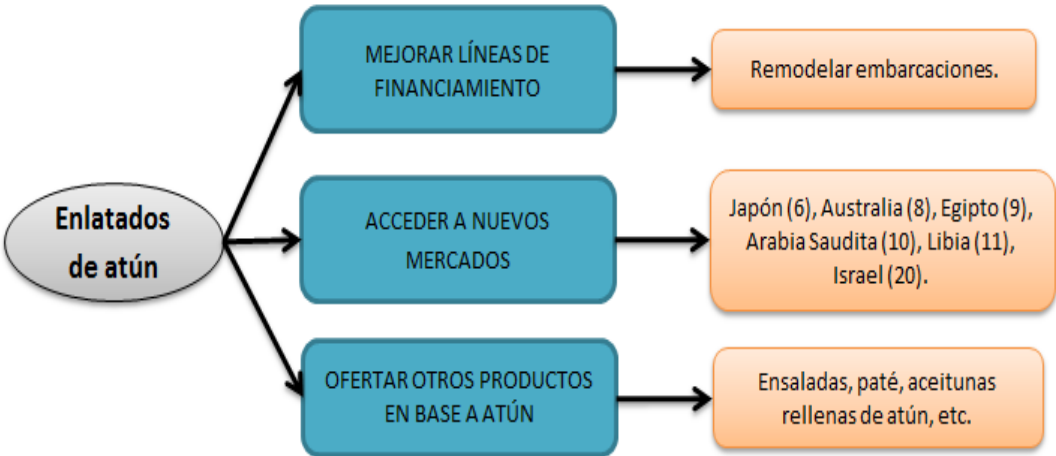 Enlatados
de atún
MEJORAR LÍNEAS DE
FINANCIAMIENTO
Remodelar embarcaciones.
ACCEDER A NUEVOS
MERCADOS
Japón (6), Australia (8), Egipto (9),
Arabia Saudita (10), Libia (11),
Israel (20).
OFERTAR OTROS PRODUCTOS
EN BASE A ATÚN
Ensaladas, paté, aceitunas
rellenas de atún, etc.